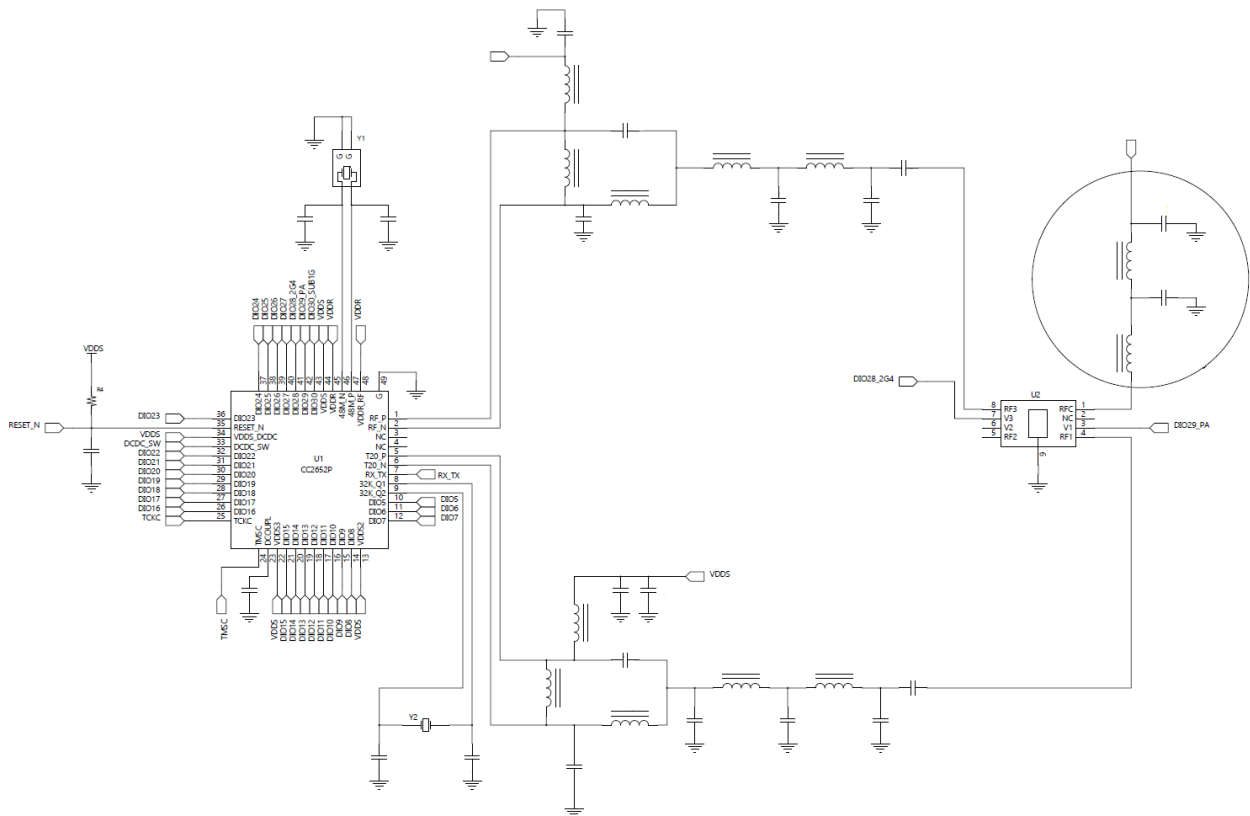 Y1
G G
DIO24
DIO25
DIO26
DIO27
DIO28_2G4
DIO29_PA
DIO30_SUB1G
VDDS
VDDR
VDDR
37
38
39
40
41
42
43
44
45
46
47
48
49
DIO24
DIO25
DIO26
DIO27
DIO28
DIO29
DIO30
VDDS
VDDR
48M_N
48M_P
VDDR_RF
G
VDDS
R4
RESET_N
DIO23
VDDS
DCDC_SW
DIO22
DIO21
DIO20
DIO19
DIO18
DIO17
DIO16
TCKC
36 DIO23
35 RESET_N
34 VDDS_DCDC
33 DCDC_SW
32 DIO22
31 DIO21
30 DIO20
29 DIO19
28 DIO18
27 DIO17
26 DIO16
25 TCKC
U1
CC2652P
RF_P 1
RF_N 2
NC 3
NC 4
T20_P 5
T20_N 6
RX_TX 7 RX_TX
32K_Q1 8
32K_Q2 9
DIO5 10 DIO5
DIO6 11 DIO6
DIO7 12 DIO7
TMSC
DCOUPL
VDDS3
DIO15
DIO14
DIO13
DIO12
DIO11
DIO10
DIO9
DIO8
VDDS2
24
23
22
21
20
19
18
17
16
15
14
13
TMSC
VDDS
DIO15
DIO14
DIO13
DIO12
DIO11
DIO10
DIO9
DIO8
VDDS
Y2
VDDS
DIO28_2G4
U2
8 RF3 RFC 1
7 V3 NC 2
6 V2 V1 3
5 RF2 RF1 4
9
DIO29_PA